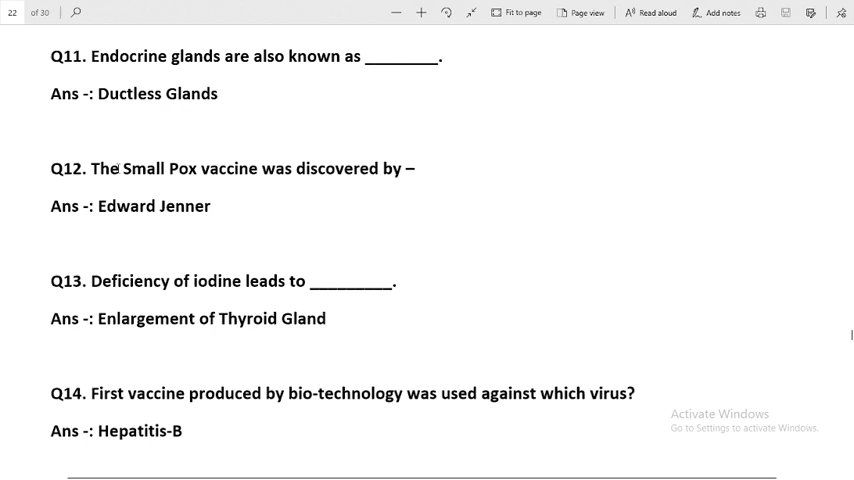 22 of 30 Fit to page Page view Read aloud Add notes
Q11. Endocrine glands are also known as ________.
Ans -: Ductless Glands
Q12. The Small Pox vaccine was discovered by –
Ans -: Edward Jenner
Q13. Deficiency of iodine leads to _________.
Ans -: Enlargement of Thyroid Gland
Q14. First vaccine produced by bio-technology was used against which virus?
Ans -: Hepatitis-B
Activate Windows
Go to Settings to activate Windows.